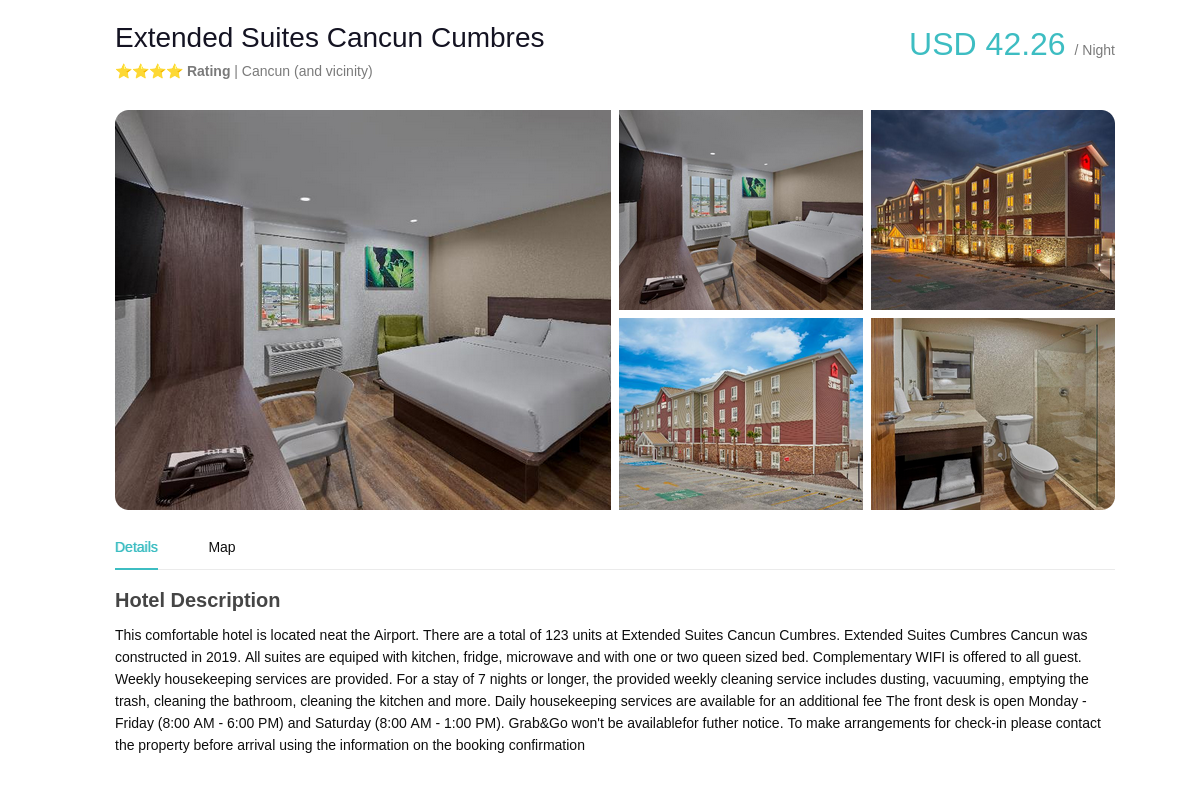 Extended Suites Cancun Cumbres
USD 42.26 / Night
⭐⭐⭐⭐ Rating | Cancun (and vicinity)
Details
Map
Hotel Description
This comfortable hotel is located neat the Airport. There are a total of 123 units at Extended Suites Cancun Cumbres. Extended Suites Cumbres Cancun was
constructed in 2019. All suites are equiped with kitchen, fridge, microwave and with one or two queen sized bed. Complementary WIFI is offered to all guest.
Weekly housekeeping services are provided. For a stay of 7 nights or longer, the provided weekly cleaning service includes dusting, vacuuming, emptying the
trash, cleaning the bathroom, cleaning the kitchen and more. Daily housekeeping services are available for an additional fee The front desk is open Monday -
Friday (8:00 AM - 6:00 PM) and Saturday (8:00 AM - 1:00 PM). Grab&Go won't be availablefor futher notice. To make arrangements for check-in please contact
the property before arrival using the information on the booking confirmation